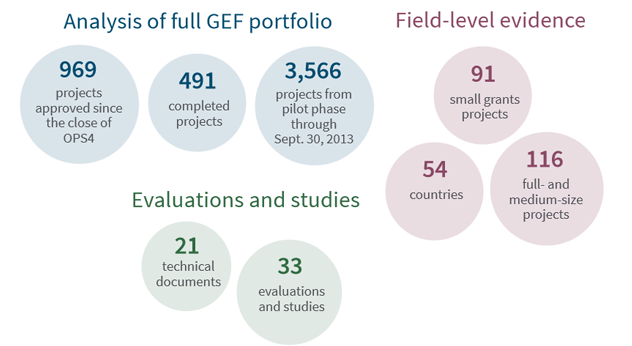 Analysis of full GEF portfolio
969
projects
approved since
the close of
OPS4
491
completed
projects
3,566
projects from
pilot phase
through
Sept. 30, 2013
Field-level evidence
91
small grants
projects
54
countries
116
full- and
medium-size
projects
Evaluations and studies
21
technical
documents
33
evaluations
and studies